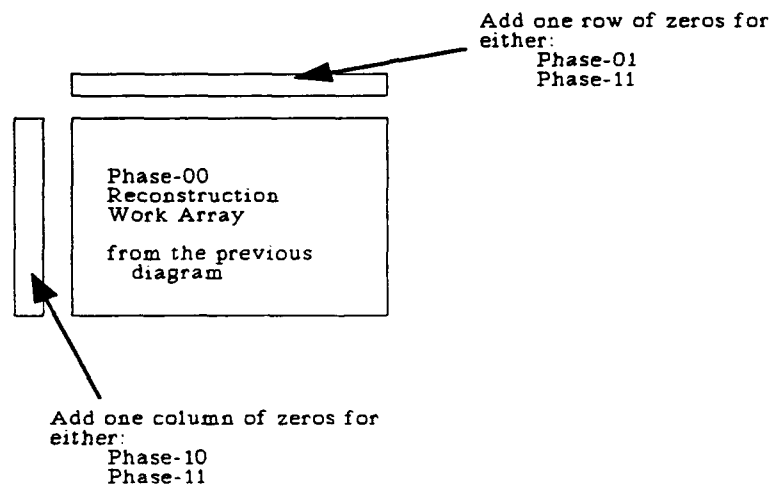 Add one row of zeros for
either:
Phase-01
Phase-11
Phase-00
Reconstruction
Work Array
from the previous
diagram
Add one column of zeros for
either:
Phase-10
Phase-11